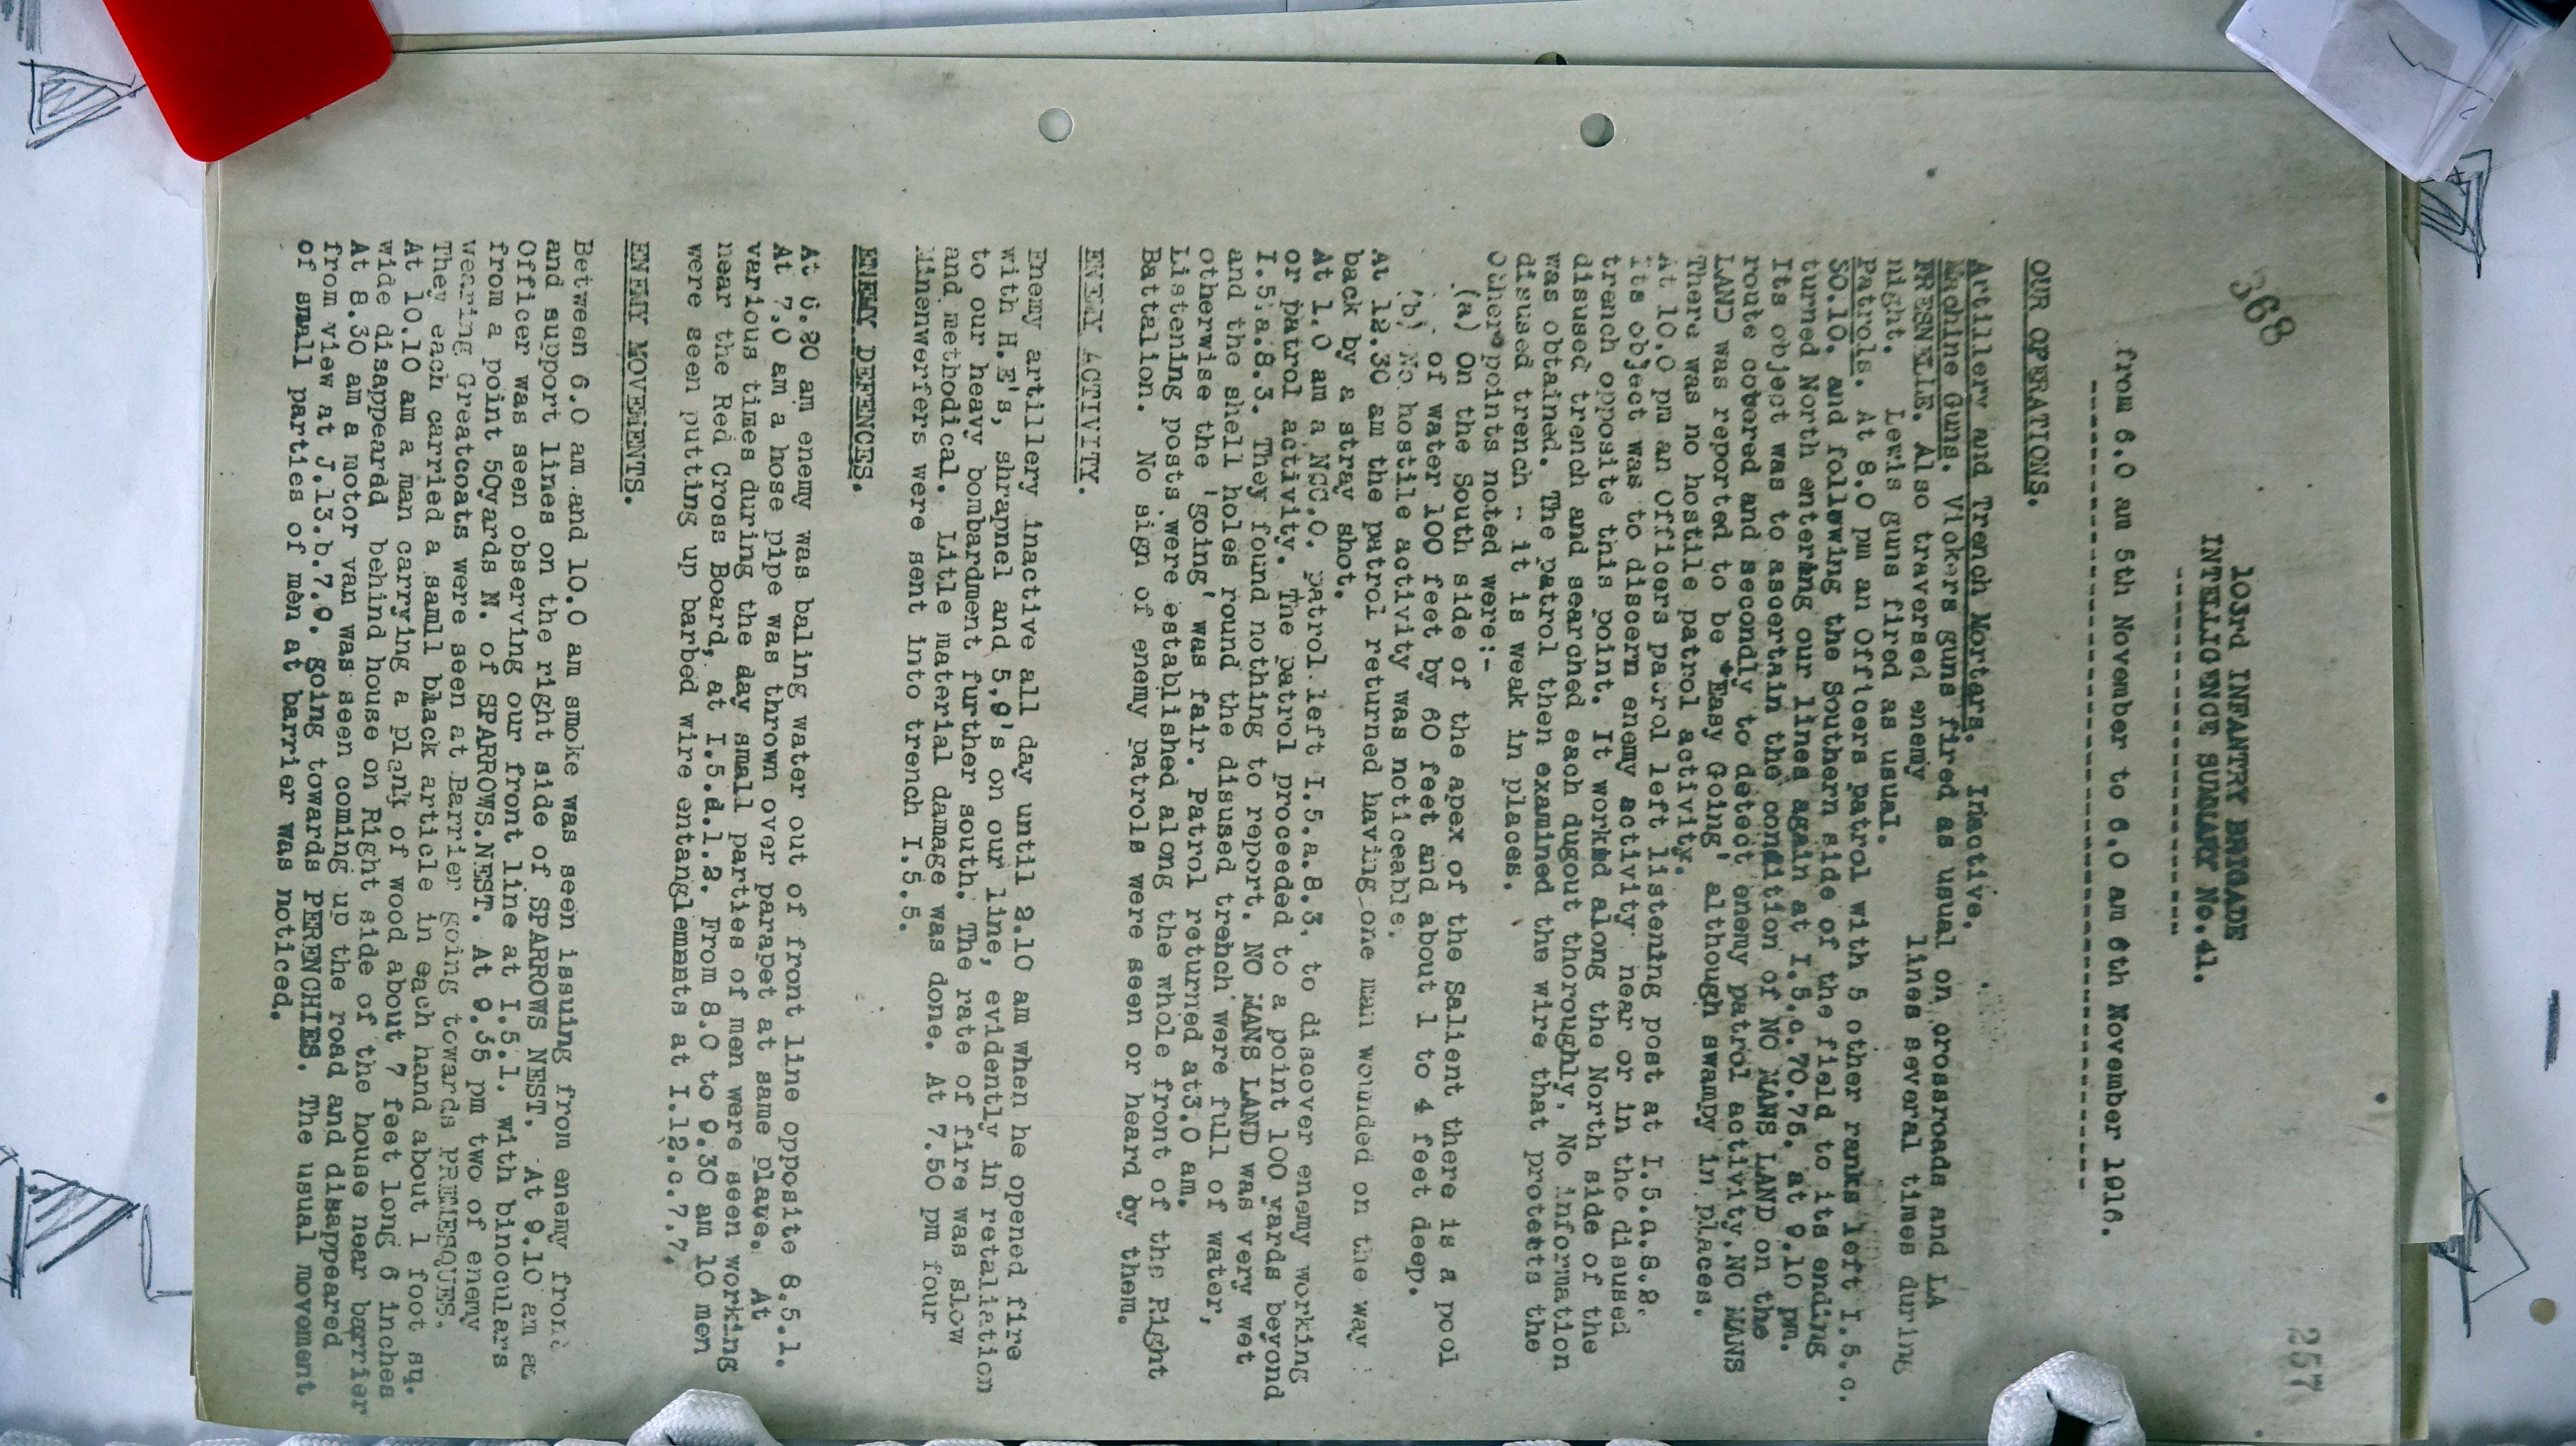 368
257
103rd INFANTRY BRIGADE
INTELLIGENCE SUMMARY No.41.
from 6.0 am 5th November to 6.0 am 6th November 1916.
OUR OPERATIONS.
Artillery and Trench Mortars. Inactive.
Machine Guns. Vickers guns fired as usual on crossroads and LA
FRESNELLE. Also traversed enemy lines several times during
night. Lewis guns fired as usual.
Patrols. At 8.0 pm an Officers patrol with 5 other ranks left I.5.c.
SO.10. and follwing the Southern side of the field to its ending
turned North entering our lines again at I.5.c.70.75. at 9.10 pm.
Its object was to ascertain the condition of NO MANS LAND on the
route covered and secondly to detect enemy patrol activity.NO MANS
LAND was reported to be 'Easy Going' although swampy in places.
There was no hostile patrol activity.
At 10.0 pm an Officers patrol left listening post at I.5.a.8.2.
Its object was to discern enemy activity near or in the disused
trench opposite this point. It worked along the North side of the
disused trench and searched each dugout thoroughly, No information
was obtained. The patrol then examined the wire that protects the
disused trench -- it is weak in places.
Other points noted were:-
(a) On the South side of the apex of the Salient there is a pool
of water 100 feet by 60 feet and about 1 to 4 feet deep.
(b) No hostile activity was noticeable.
At 12.30 am the patrol returned having one man wounded on the way
back by a stray shot.
At 1.0 am a NCC.O. patrol left I.5.a.8.3. to discover enemy working
or patrol activity. The patrol proceeded to a point 100 yards beyond
I.5.a.8.3. They found nothing to report. NO MANS LAND was very wet
and the shell holes round the disused trench were full of water,
otherwise the 'going' was fair. Patrol returned at3.0 am.
Listening posts were established along the whole front of the Right
Battalion. No sign of enemy patrols were seen or heard by them.
ENEMY ACTIVITY.
Enemy artillery inactive all day until 2.10 am when he opened fire
with H.E's, shrapnel and 5,9's on our line, evidently in retaliation
to our heavy bombardment further south. The rate of fire was slow
and methodical. Litle material damage was done. At 7.50 pm four
Minenwerfers were sent into trench I.5.5.
ENEMY DEFENCES.
At 6.20 am enemy was baling water out of front line opposite 8.5.1.
At 7.0 am a hose pipe was thrown over parapet at same plave. At
various times during the day small parties of men were seen working
near the Red Cross Board, at I.5.d.1.2. From 8.0 to 9.30 am 10 men
were seen putting up barbed wire entanglements at I.12.c.7.7.
ENEMY MOVEMENTS.
Between 6.0 am and 10.0 am smoke was seen issuing from enemy front
and support lines on the right side of SPARROWS NEST. At 9.10 am an
Officer was seen observing our front line at I.5.1. with binoculars
from a point 50yards N. of SPARROWS.NEST. At 9.35 pm two of enemy
wearing Greatcoats were seen at Barrier going towards PREMESQUES.
They each carried a samll black article in each hand about 1 foot sq.
At 10.10 am a man carrying a plank of wood about 7 feet long 6 inches
wide disappeared behind house on Right side of the house near barrier
At 8.30 am a motor van was seen coming up the road and disappeared
from view at J.13.b.7.9. going towards PERENCHIES. The usual movement
of small parties of men at barrier was noticed.